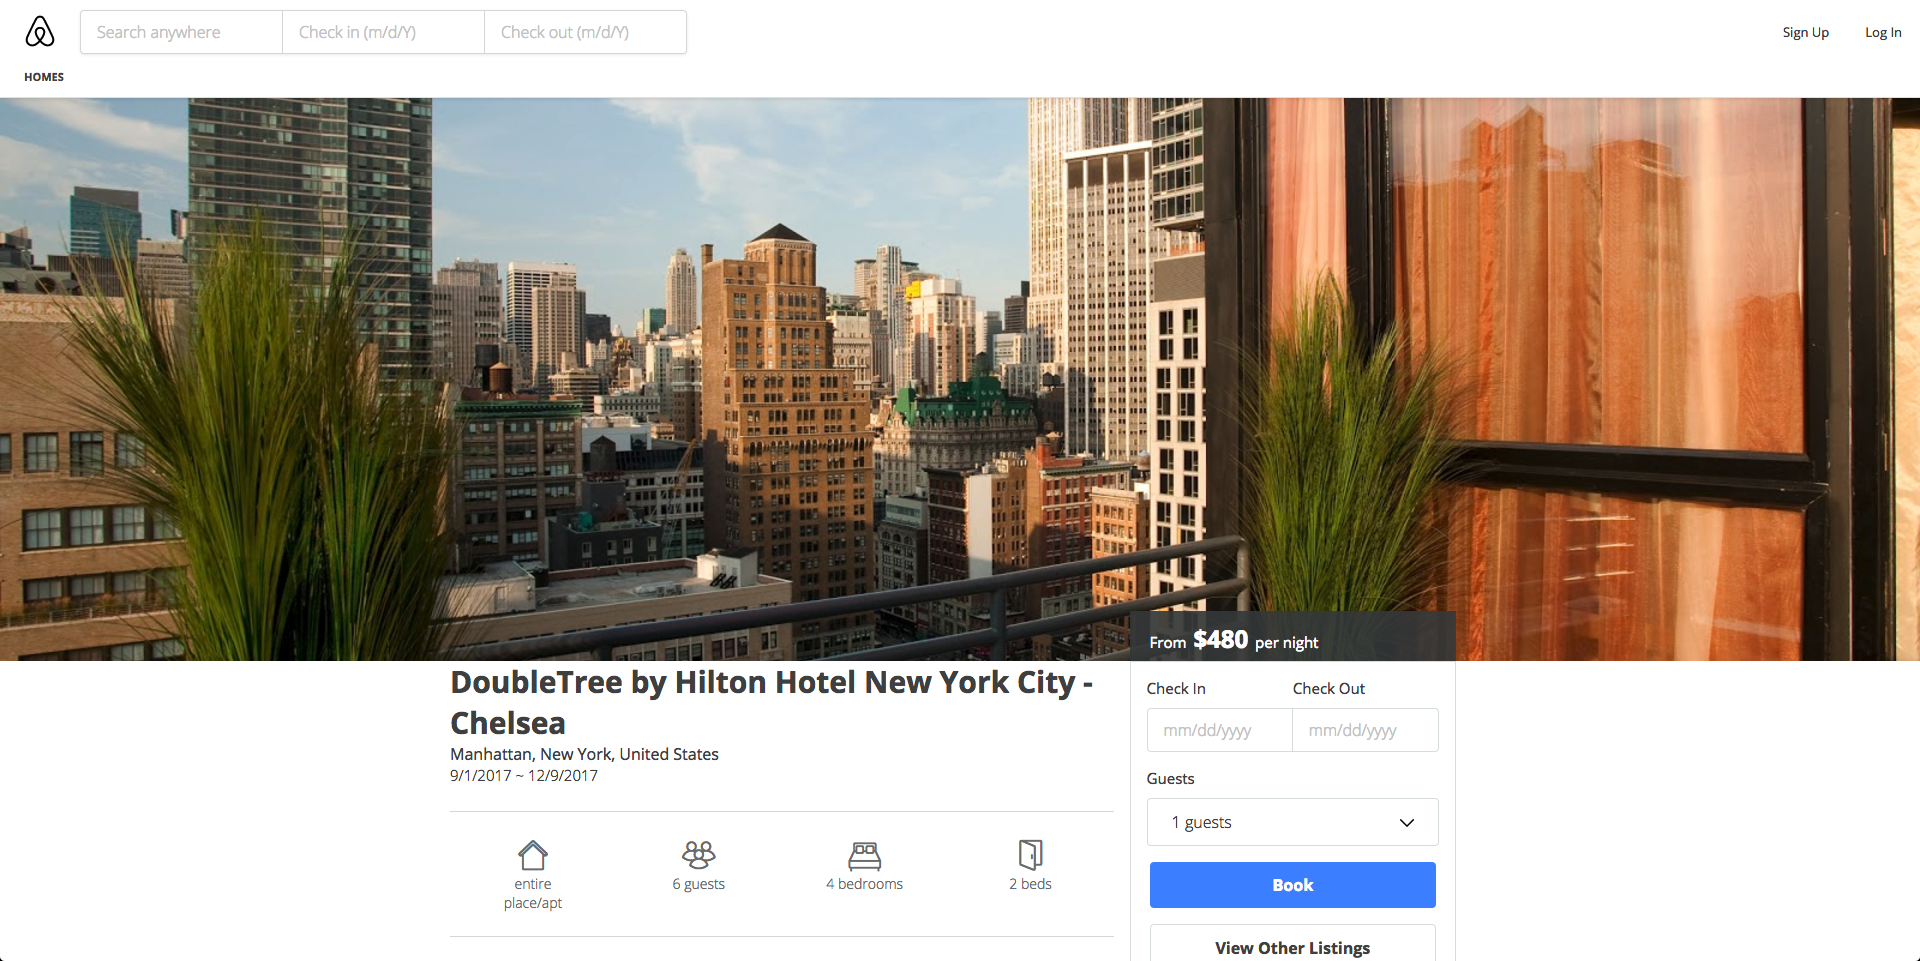 Search anywhere
Check in (m/d/Y)
Check out (m/d/Y)
Sign Up
Log In
HOMES
From $480 per night
DoubleTree by Hilton Hotel New York City -
Chelsea
Manhattan, New York, United States
9/1/2017 ~ 12/9/2017
entire
place/apt
6 guests
4 bedrooms
2 beds
Check In
Check Out
mm/dd/yyyy
mm/dd/yyyy
Guests
1 guests
Book
View Other Listings